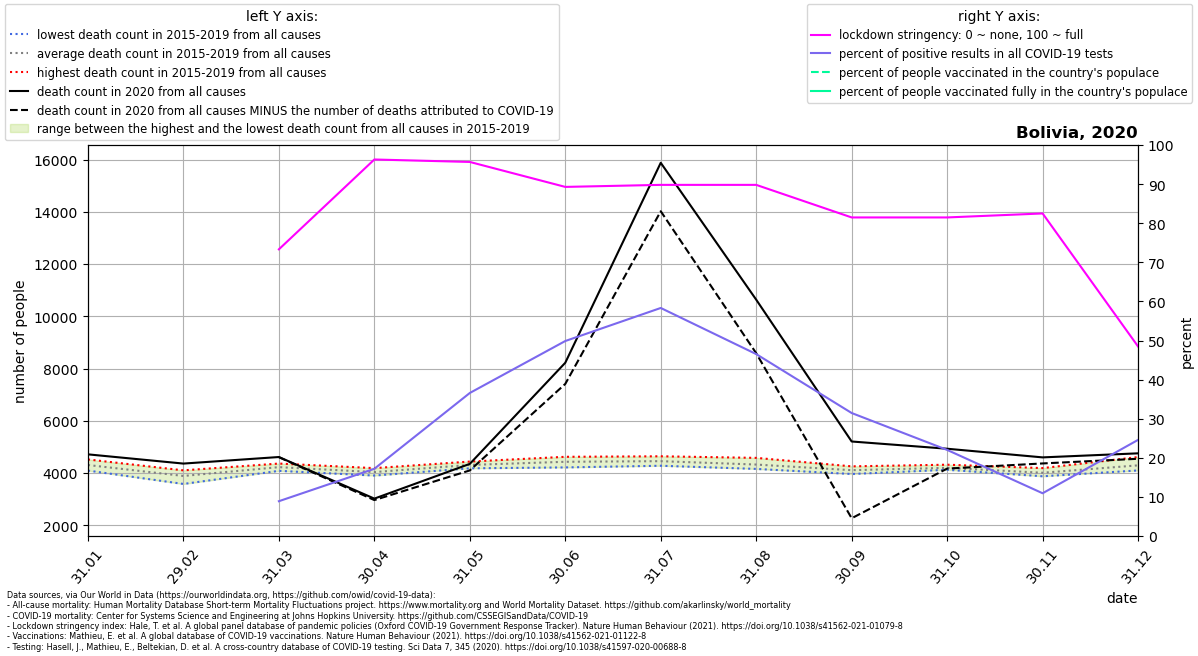 left Y axis:
lowest death count in 2015-2019 from all causes
average death count in 2015-2019 from all causes
highest death count in 2015-2019 from all causes
death count in 2020 from all causes
death count in 2020 from all causes MINUS the number of deaths attributed to COVID-19
range between the highest and the lowest death count from all causes in 2015-2019
right Y axis:
lockdown stringency: 0 ~ none, 100 ~ full
percent of positive results in all COVID-19 tests
percent of people vaccinated in the country's populace
percent of people vaccinated fully in the country's populace
Bolivia, 2020
number of people
16000
14000
12000
10000
8000
6000
4000
2000
100
90
80
70
60
50
40
30
20
10
0
percent
31.01
29.02
31.03
30.04
31.05
30.06
31.07
31.08
30.09
31.10
30.11
31.12
date
Data sources, via Our World in Data (https://ourworldindata.org, https://github.com/owid/covid-19-data):
- All-cause mortality: Human Mortality Database Short-term Mortality Fluctuations project. https://www.mortality.org and World Mortality Dataset. https://github.com/akarlinsky/world_mortality
- COVID-19 mortality: Center for Systems Science and Engineering at Johns Hopkins University. https://github.com/CSSEGISandData/COVID-19
- Lockdown stringency index: Hale, T. et al. A global panel database of pandemic policies (Oxford COVID-19 Government Response Tracker). Nature Human Behaviour (2021). https://doi.org/10.1038/s41562-021-01079-8
- Vaccinations: Mathieu, E. et al. A global database of COVID-19 vaccinations. Nature Human Behaviour (2021). https://doi.org/10.1038/s41562-021-01122-8
- Testing: Hasell, J., Mathieu, E., Beltekian, D. et al. A cross-country database of COVID-19 testing. Sci Data 7, 345 (2020). https://doi.org/10.1038/s41597-020-00688-8